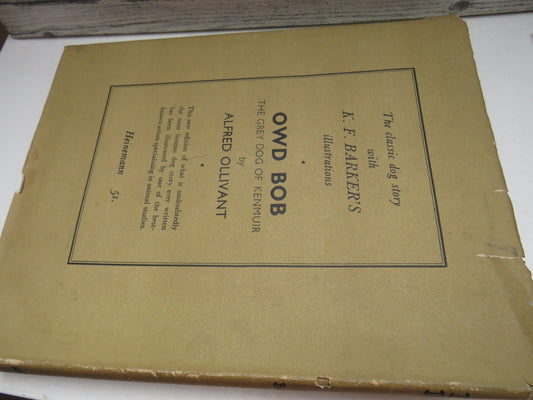 The classic dog story
with
K. F. BARKER'S
illustrations
OWD BOB
THE GREY DOG OF KENMUIR
by
ALFRED OLLIVANT
This new edition of what is undoubtedly
the most famous dog story ever written
has been illustrated by one of the best-
known artists specialising in animal studies.
Heinemann 5s.